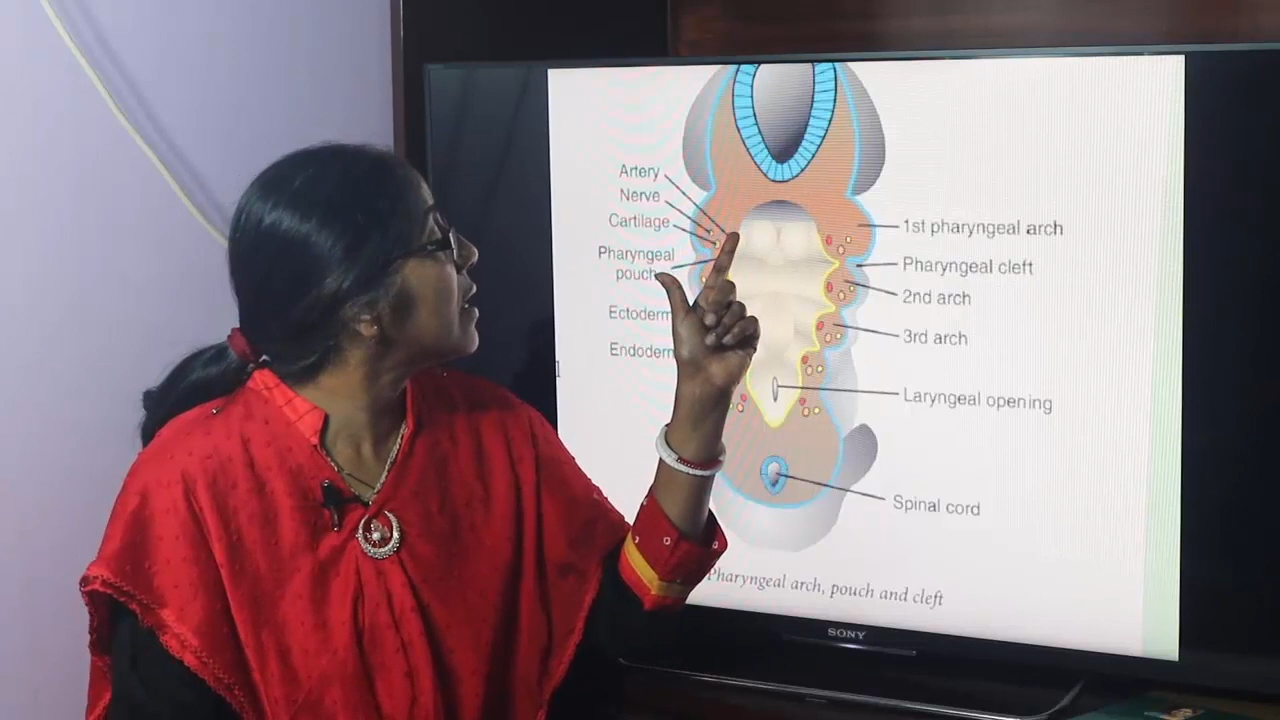 Artery
Nerve
Cartilage
Pharyngeal
pouch
Ectoderm
Endoderm
1st pharyngeal arch
Pharyngeal cleft
2nd arch
3rd arch
Laryngeal opening
Spinal cord
Pharyngeal arch, pouch and cleft
SONY